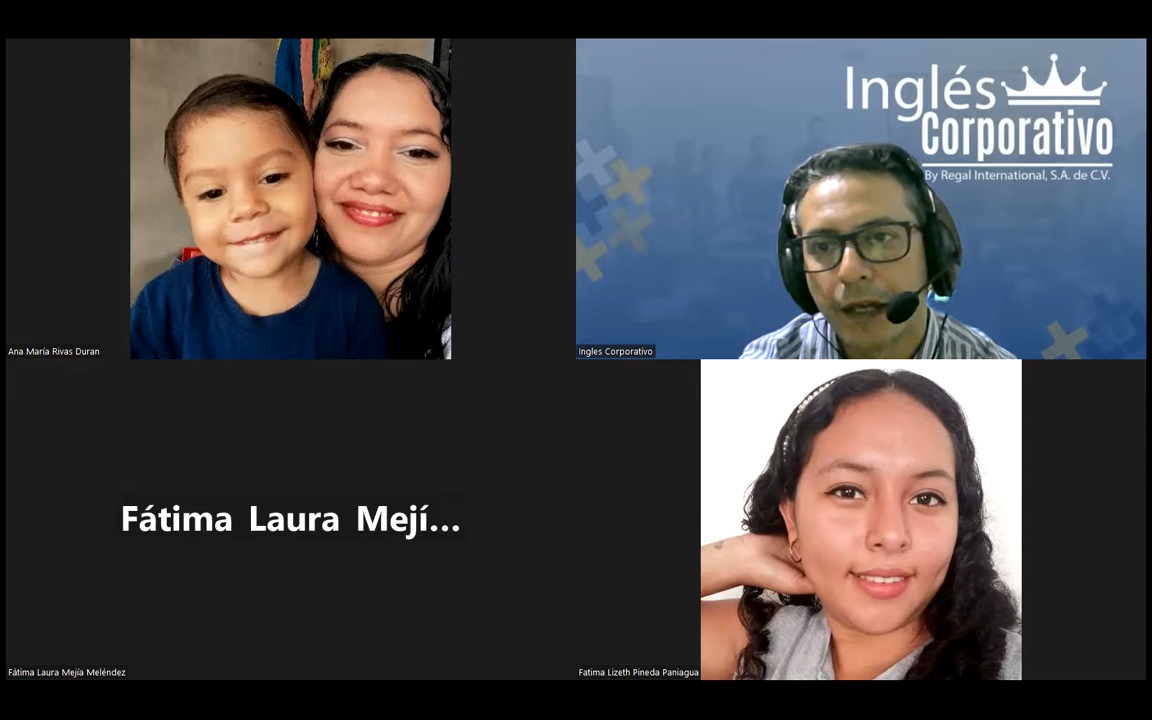 Inglés
Corporativo
By Regal International, S.A. de C.V.
Ana María Rivas Duran
Ingles Corporativo
Fátima Laura Mejí...
Fátima Laura Mejía Meléndez
Fatima Lizeth Pineda Paniagua